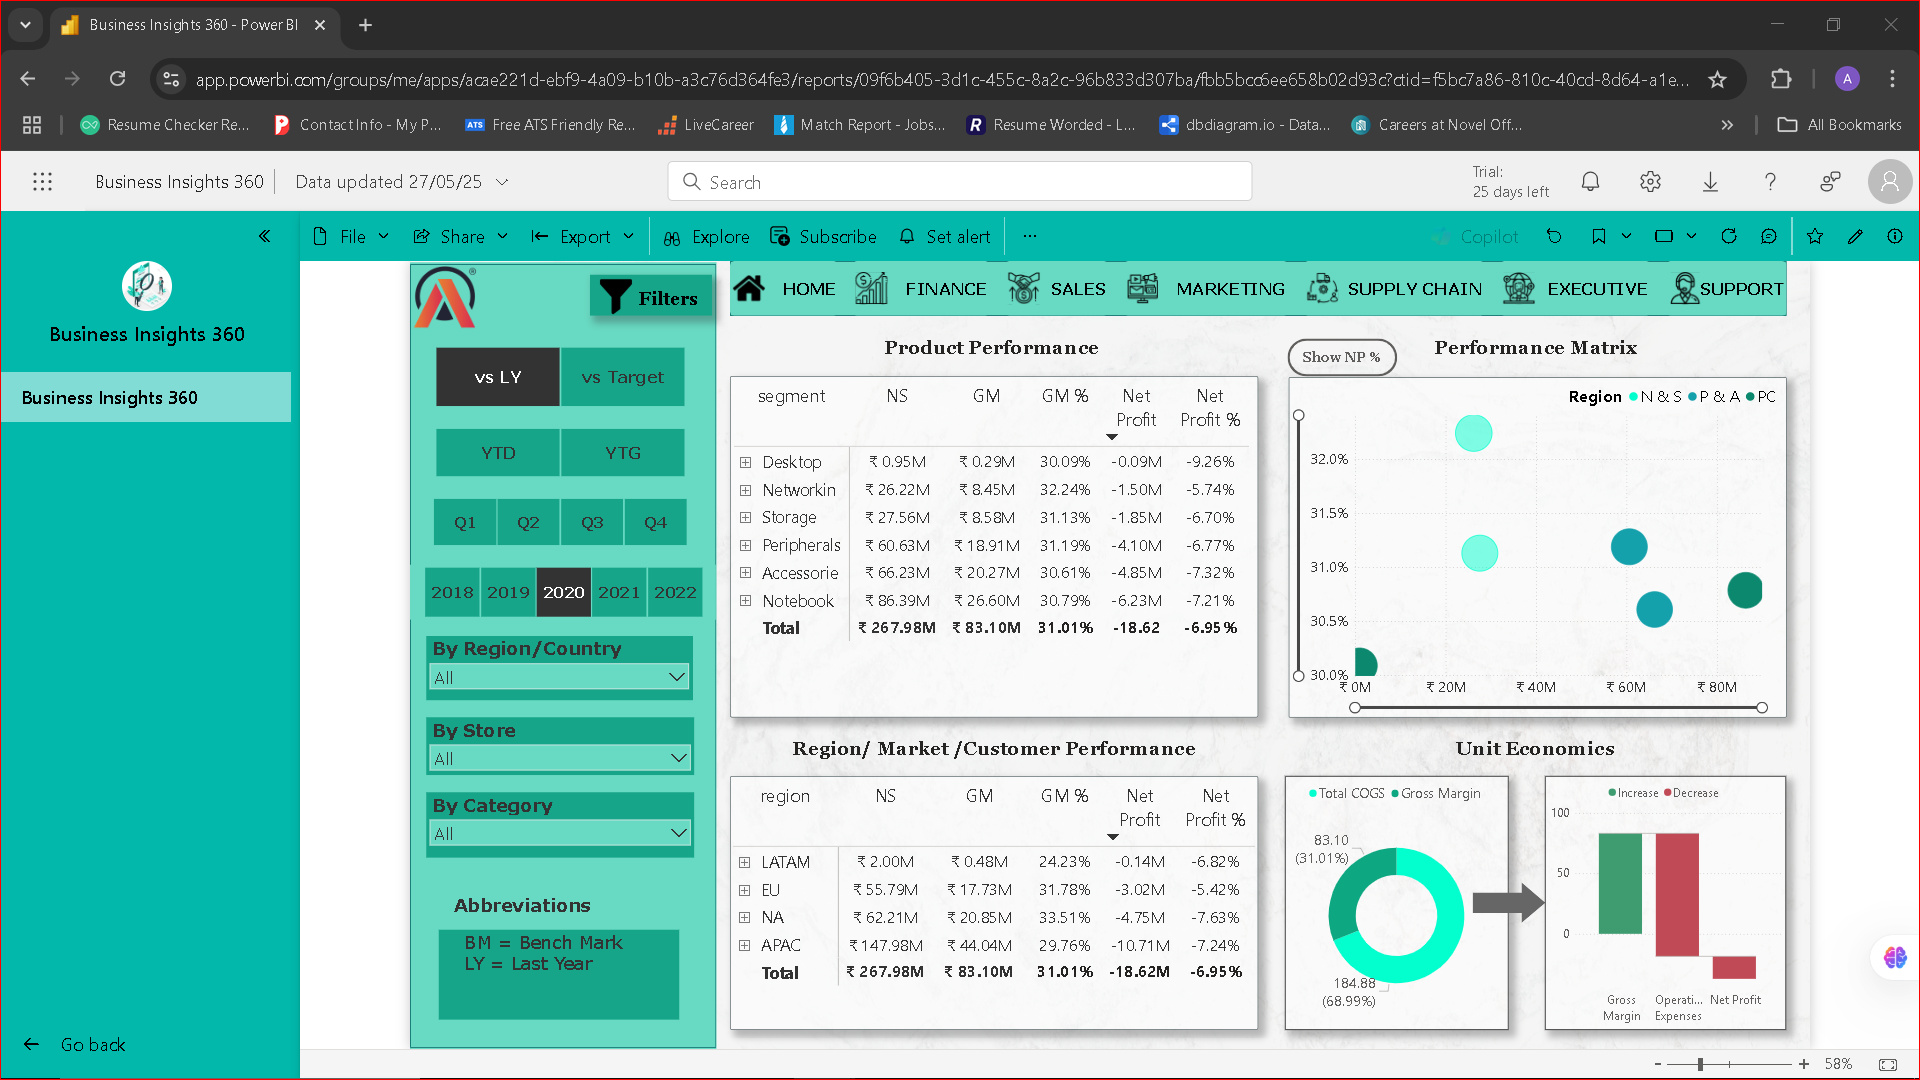 Business Insights 360 - Power BI
app.powerbi.com/groups/me/apps/acae221d-ebf9-4a09-b10b-a3c76d364fe3/reports/09f6b405-3d1c-455c-8a2c-96b833d307ba/fbb5bcc6ee658b02d93c?ctid=f5bc7a86-810c-40cd-8d64-a1e...
A
Resume Checker Re... Contact Info - My P... ATS Free ATS Friendly Re... LiveCareer Match Report - Jobs... R Resume Worded - L... dbdiagram.io - Data... Careers at Novel Off... All Bookmarks
Business Insights 360 Data updated 27/05/25
Search
Trial:
25 days left
File Share Export Explore Subscribe Set alert ... Copilot
Business Insights 360
Business Insights 360
Go back
Filters
HOME FINANCE SALES MARKETING SUPPLY CHAIN EXECUTIVE SUPPORT
vs LY vs Target
YTD YTG
Q1 Q2 Q3 Q4
2018 2019 2020 2021 2022
By Region/Country
All
By Store
All
By Category
All
Abbreviations
BM = Bench Mark
LY = Last Year
Product Performance
segment NS GM GM % Net Profit Net Profit %
Desktop ₹ 0.95M ₹ 0.29M 30.09% -0.09M -9.26%
Networkin ₹ 26.22M ₹ 8.45M 32.24% -1.50M -5.74%
Storage ₹ 27.56M ₹ 8.58M 31.13% -1.85M -6.70%
Peripherals ₹ 60.63M ₹ 18.91M 31.19% -4.10M -6.77%
Accessorie ₹ 66.23M ₹ 20.27M 30.61% -4.85M -7.32%
Notebook ₹ 86.39M ₹ 26.60M 30.79% -6.23M -7.21%
Total ₹ 267.98M ₹ 83.10M 31.01% -18.62 -6.95%
Show NP %
Performance Matrix
Region N & S P & A PC
32.0%
31.5%
31.0%
30.5%
30.0%
₹ 0M ₹ 20M ₹ 40M ₹ 60M ₹ 80M
Region/ Market /Customer Performance
region NS GM GM % Net Profit Net Profit %
LATAM ₹ 2.00M ₹ 0.48M 24.23% -0.14M -6.82%
EU ₹ 55.79M ₹ 17.73M 31.78% -3.02M -5.42%
NA ₹ 62.21M ₹ 20.85M 33.51% -4.75M -7.63%
APAC ₹ 147.98M ₹ 44.04M 29.76% -10.71M -7.24%
Total ₹ 267.98M ₹ 83.10M 31.01% -18.62M -6.95%
Unit Economics
Total COGS Gross Margin
83.10
(31.01%)
184.88
(68.99%)
Increase Decrease
100
50
0
Gross Margin Operati... Expenses Net Profit
- + 58%